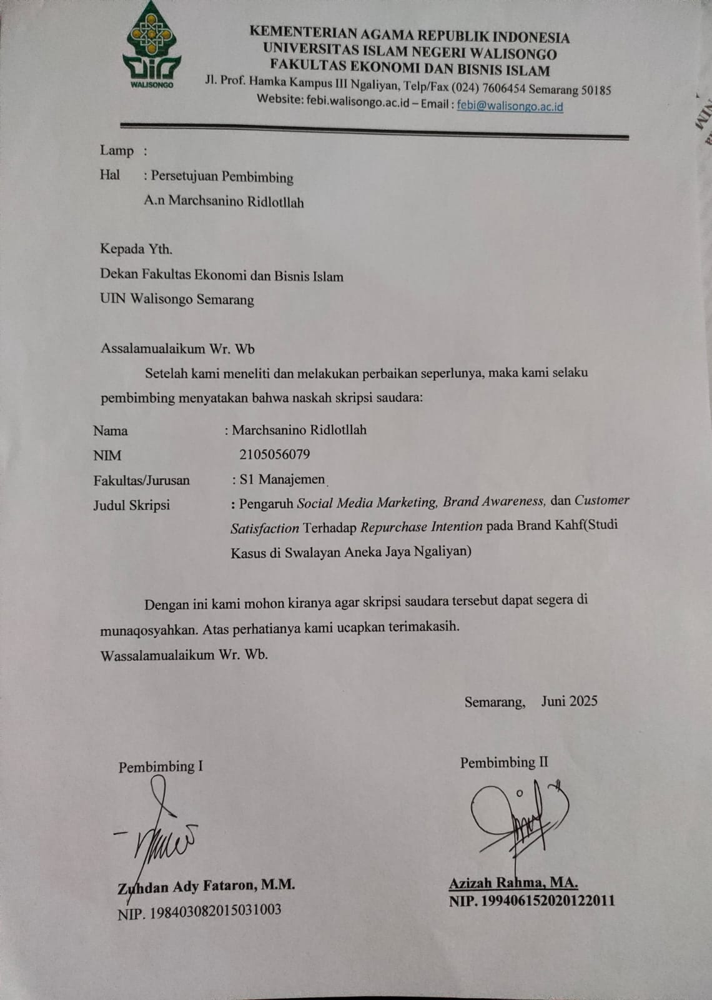 WALISONGO
KEMENTERIAN AGAMA REPUBLIK INDONESIA
UNIVERSITAS ISLAM NEGERI WALISONGO
FAKULTAS EKONOMI DAN BISNIS ISLAM
Jl. Prof. Hamka Kampus III Ngaliyan, Telp/Fax (024) 7606454 Semarang 50185
Website: febi.walisongo.ac.id – Email : febi@walisongo.ac.id
NIM
Lamp :
Hal : Persetujuan Pembimbing
A.n Marchsanino Ridlotllah
Kepada Yth.
Dekan Fakultas Ekonomi dan Bisnis Islam
UIN Walisongo Semarang
Assalamualaikum Wr. Wb
Setelah kami meneliti dan melakukan perbaikan seperlunya, maka kami selaku
pembimbing menyatakan bahwa naskah skripsi saudara:
Nama : Marchsanino Ridlotllah
NIM 2105056079
Fakultas/Jurusan : S1 Manajemen
Judul Skripsi : Pengaruh Social Media Marketing, Brand Awareness, dan Customer
Satisfaction Terhadap Repurchase Intention pada Brand Kahf(Studi
Kasus di Swalayan Aneka Jaya Ngaliyan)
Dengan ini kami mohon kiranya agar skripsi saudara tersebut dapat segera di
munaqosyahkan. Atas perhatianya kami ucapkan terimakasih.
Wassalamualaikum Wr. Wb.
Semarang, Juni 2025
Pembimbing I
Zuhdan Ady Fataron, M.M.
NIP. 198403082015031003
Pembimbing II
Azizah Rahma, MA.
NIP. 199406152020122011